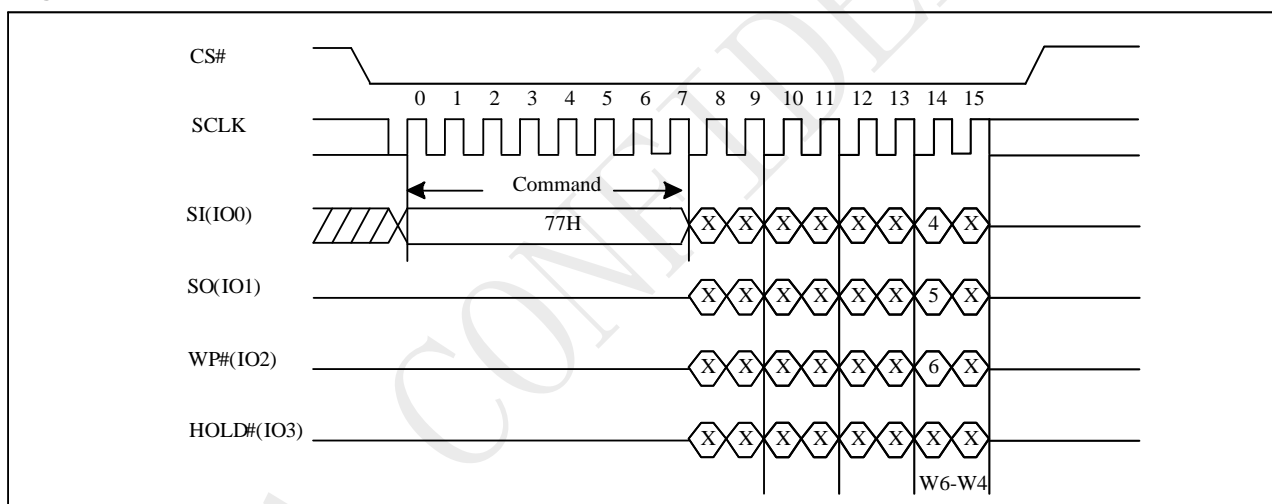 CS#
0 1 2 3 4 5 6 7 8 9 10 11 12 13 14 15
SCLK
Command
SI(IO0) 77H X X X X X X 4 X
SO(IO1) X X X X X X 5 X
WP#(IO2) X X X X X X 6 X
HOLD#(IO3) X X X X X X X X
W6-W4